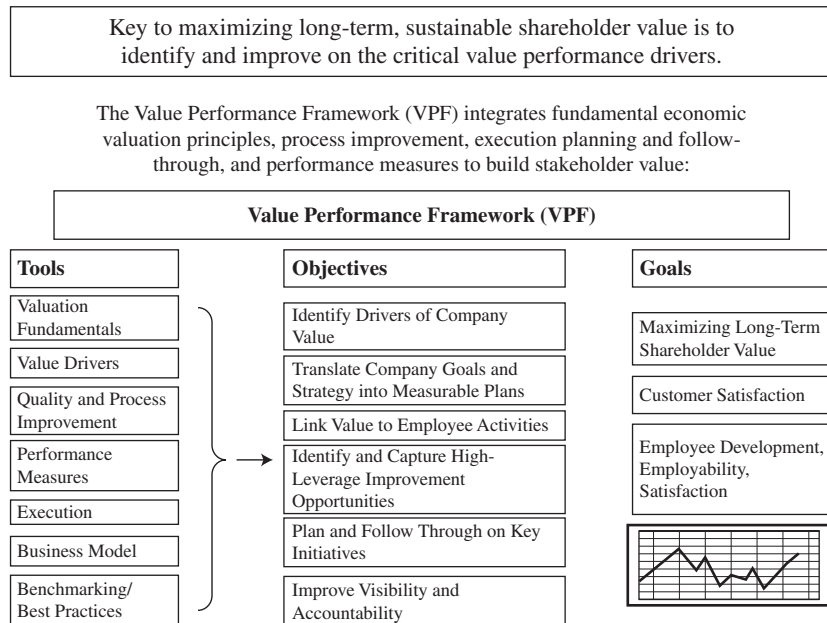 Key to maximizing long-term, sustainable shareholder value is to
identify and improve on the critical value performance drivers.
The Value Performance Framework (VPF) integrates fundamental economic
valuation principles, process improvement, execution planning and follow-
through, and performance measures to build stakeholder value:
Value Performance Framework (VPF)
Tools
Valuation
Fundamentals
Value Drivers
Quality and Process
Improvement
Performance
Measures
Execution
Business Model
Benchmarking/
Best Practices
Objectives
Identify Drivers of Company
Value
Translate Company Goals and
Strategy into Measurable Plans
Link Value to Employee Activities
Identify and Capture High-
Leverage Improvement
Opportunities
Plan and Follow Through on Key
Initiatives
Improve Visibility and
Accountability
Goals
Maximizing Long-Term
Shareholder Value
Customer Satisfaction
Employee Development,
Employability,
Satisfaction